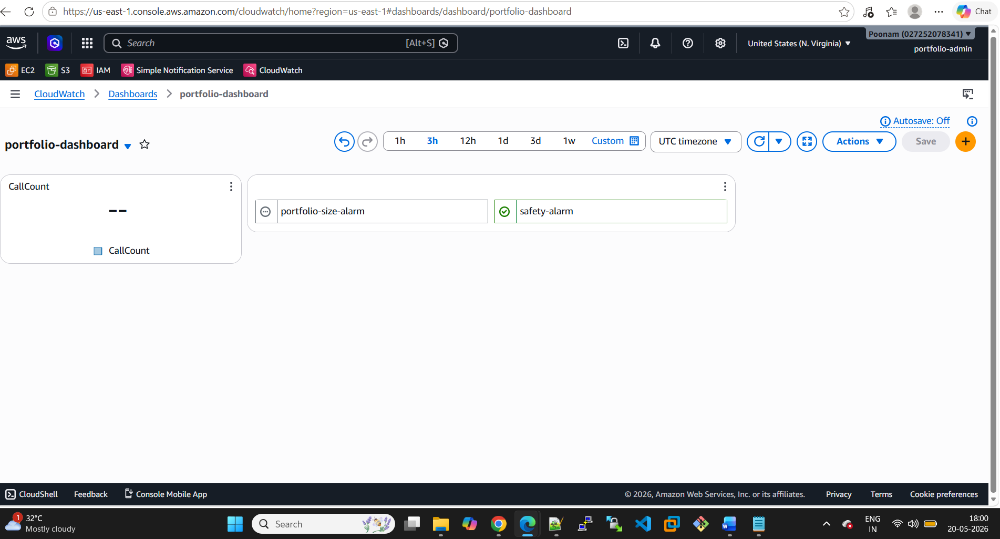 https://us-east-1.console.aws.amazon.com/cloudwatch/home?region=us-east-1#dashboards/dashboard/portfolio-dashboard
Chat
aws
Search
[Alt+S]
United States (N. Virginia)
Poonam (027252078341)
portfolio-admin
EC2
S3
IAM
Simple Notification Service
CloudWatch
CloudWatch
Dashboards
portfolio-dashboard
Autosave: Off
portfolio-dashboard
1h
3h
12h
1d
3d
1w
Custom
UTC timezone
Actions
Save
CallCount
--
CallCount
portfolio-size-alarm
safety-alarm
CloudShell
Feedback
Console Mobile App
© 2026, Amazon Web Services, Inc. or its affiliates.
Privacy
Terms
Cookie preferences
1
32°C
Mostly cloudy
Search
ENG
IN
18:00
20-05-2026